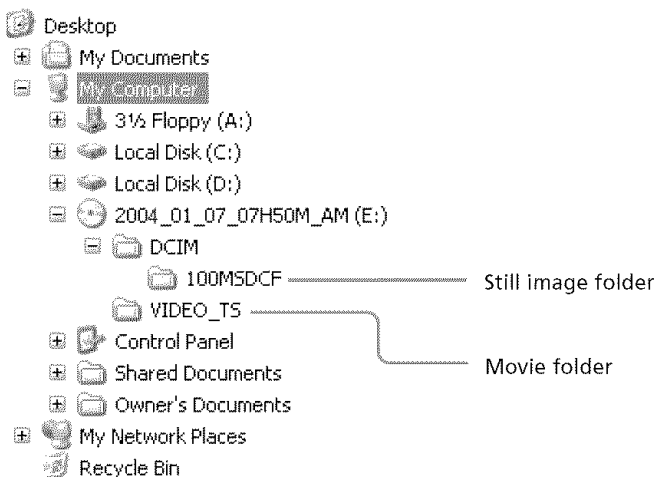 Desktop
My Documents
My Computer
3½ Floppy (A:)
Local Disk (C:)
Local Disk (D:)
2004_01_07_07H50M_AM (E:)
DCIM
100MSDCF
Still image folder
VIDEO_TS
Movie folder
Control Panel
Shared Documents
Owner's Documents
My Network Places
Recycle Bin